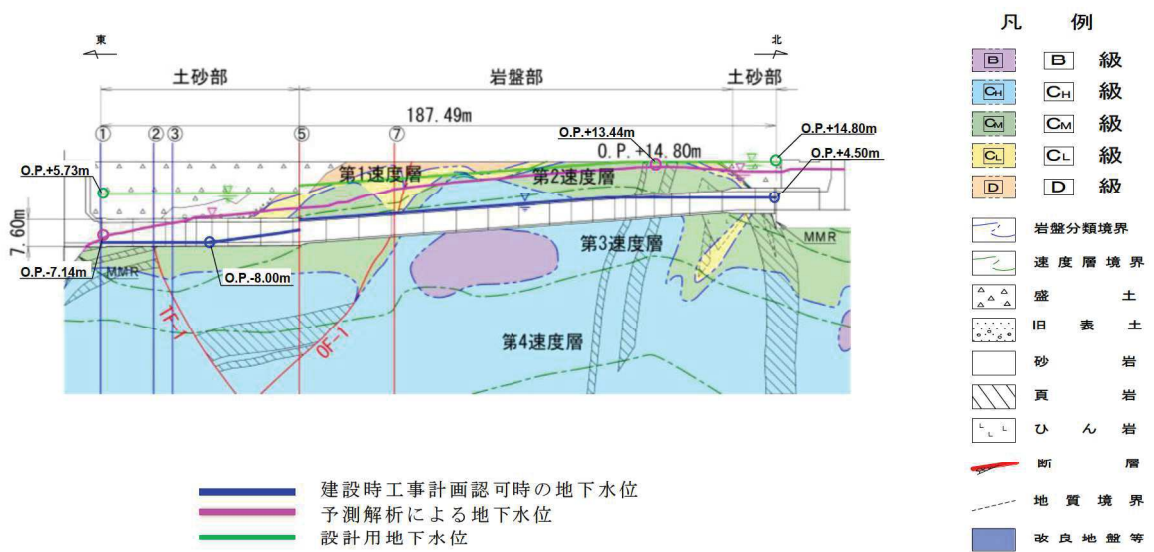 東
北
土砂部
岩盤部
土砂部
187.49m
①
②
③
⑤
⑦
O.P.+13.44m
O.P.+14.80m
O.P.+14.80m
O.P.+4.50m
O.P.+5.73m
第1速度層
第2速度層
7.60m
第3速度層
MMR
MMR
O.P.-7.14m
O.P.-8.00m
TF-1
OF-1
第4速度層
建設時工事計画認可時の地下水位
予測解析による地下水位
設計用地下水位
凡 例
B B 級
CH CH 級
CM CM 級
CL CL 級
D D 級
岩盤分類境界
速度層境界
盛 土
旧 表 土
砂 岩
頁 岩
ひ ん 岩
断 層
地 質 境 界
改 良 地 盤 等